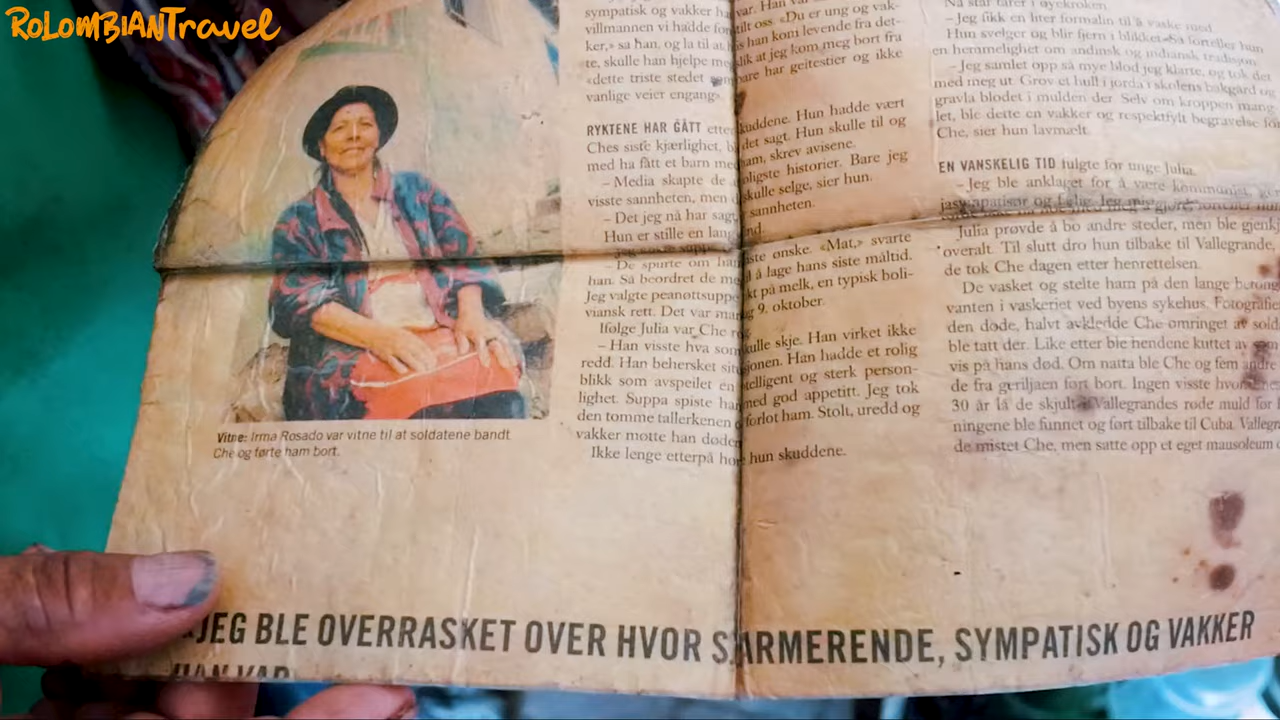 ROLOMBIANTRAVEL
sympatisk og vakker
villmannen vi hadde
ker,» sa han, og la til at
te, skulle han hjelpe
«dette triste stedet
vanlige veier engang».
RYKTENE HAR GÅTT etter
Ches siste kjærlighet,
med ha fått et barn
– Media skapte de
visste sannheten, men
– Det jeg nå har sagt
Hun er stille en lang
– De spurte om
han. Så beordret de
Jeg valgte peanøttsuppe
viansk rett. Det var
Ifølge Julia var Che
– Han visste hva som
redd. Han behersket
blikk som avspeilet en
lighet. Suppa spiste
den tomme tallerkenen
vakker møtte han døden
Ikke lenge etterpå
Vitne: Irma Rosado var vitne til at soldatene bandt
Che og førte ham bort.
var. Han
oss. «Du er ung og vak-
han kom levende fra det-
slik at jeg kom meg bort fra
bare har geitestier og ikke
skuddene. Hun hadde vært
det sagt. Hun skulle til og
ham, skrev avisene.
historier. Bare jeg
skulle selge, sier hun.
sannheten.
ønske. «Mat,» svarte
å lage hans siste måltid.
på melk, en typisk boli-
9. oktober.
skulle skje. Han virket ikke
Han hadde et rolig
intelligent og sterk person-
med god appetitt. Jeg tok
forlot ham. Stolt, uredd og
hun skuddene.
Nå står tårer i øyekroken.
– Jeg fikk en liter formalin til å vaske med.
Hun svelger og blir fjern i blikket. Så forteller hun
en hemmelighet om andinsk og indiansk tradisjon.
– Jeg samlet opp så mye blod jeg klarte, og tok det
med meg ut. Grov et hull i jorda i skolens bakgård og
gravla blodet i mulden der. Selv om kroppen
let, ble dette en vakker og respektfylt begravelse
Che, sier hun lavmælt.
EN VANSKELIG TID fulgte for unge Julia.
– Jeg ble anklaget for å være kommunist,
Julia prøvde å bo andre steder, men ble
overalt. Til slutt dro hun tilbake til Vallegrande,
de tok Che dagen etter henrettelsen.
De vasket og stelte ham på den lange
vanten i vaskeriet ved byens sykehus.
den døde, halvt avkledde Che omringet av
ble tatt der. Like etter ble hendene kuttet av som
vis på hans død. Om natta ble Che og fem andre
de fra geriljaen ført bort. Ingen visste
30 år lå de skjult i Vallegrandes røde muld før
ningene ble funnet og ført tilbake til Cuba.
de mistet Che, men satte opp et eget mausoleum
«JEG BLE OVERRASKET OVER HVOR SJARMERENDE, SYMPATISK OG VAKKER
HAN VAR